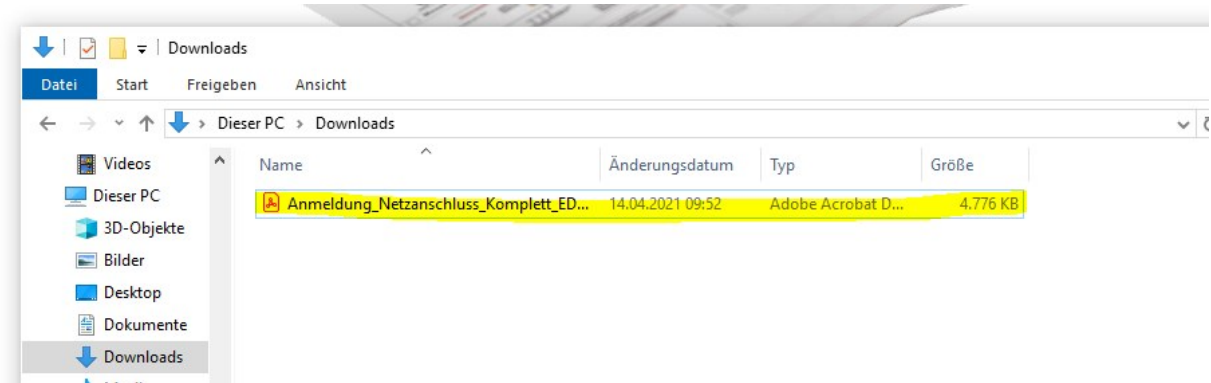 Downloads
Datei Start Freigeben Ansicht
Dieser PC > Downloads
Name Änderungsdatum Typ Größe
Anmeldung_Netzanschluss_Komplett_ED... 14.04.2021 09:52 Adobe Acrobat D... 4.776 KB
Videos
Dieser PC
3D-Objekte
Bilder
Desktop
Dokumente
Downloads